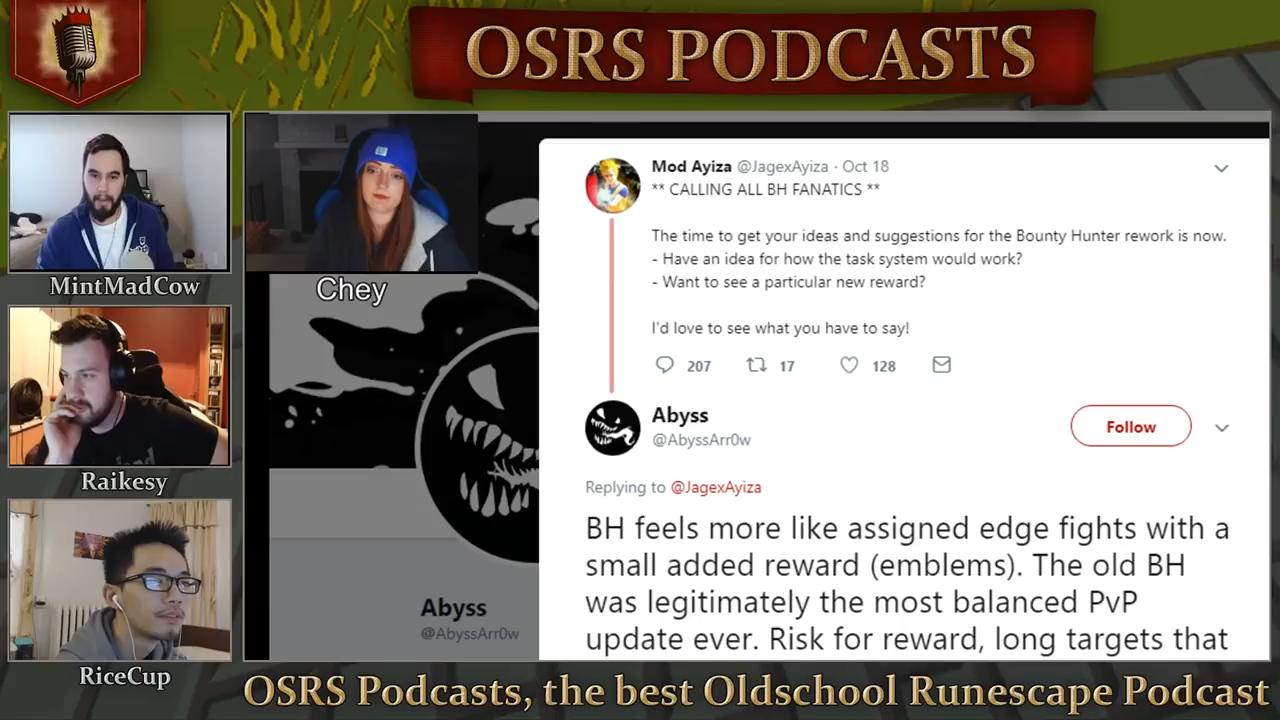 OSRS PODCASTS
MintMadCow
Chey
Raikesy
RiceCup
Mod Ayiza @JagexAyiza · Oct 18
** CALLING ALL BH FANATICS **
The time to get your ideas and suggestions for the Bounty Hunter rework is now.
- Have an idea for how the task system would work?
- Want to see a particular new reward?
I'd love to see what you have to say!
207 17 128
Abyss
@AbyssArr0w
Follow
Replying to @JagexAyiza
BH feels more like assigned edge fights with a
small added reward (emblems). The old BH
was legitimately the most balanced PvP
update ever. Risk for reward, long targets that
Abyss
@AbyssArr0w
OSRS Podcasts, the best Oldschool Runescape Podcast